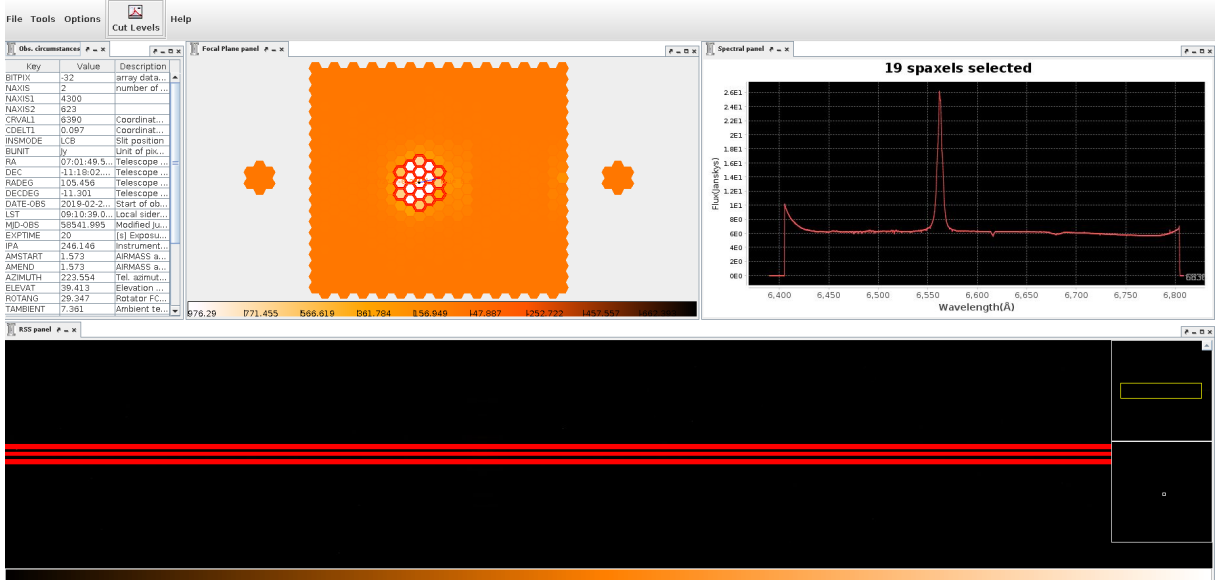 File Tools Options Cut Levels Help
Obs. circumstances
Key Value Description
BITPIX -32 array data...
NAXIS 2 number of ...
NAXIS1 4300
NAXIS2 623
CRVAL1 6390 Coordinat...
CDELT1 0.097 Coordinat...
INSMODE LCB Slit position
BUNIT Jy Unit of pix...
RA 07:01:49.5... Telescope ...
DEC -11:18:02.... Telescope ...
RADEG 105.456 Telescope ...
DECDEG -11.301 Telescope ...
DATE-OBS 2019-02-2... Start of ob...
LST 09:10:39.0... Local sider...
MJD-OBS 58541.995 Modified Ju...
EXPTIME 20 [s] Exposu...
IPA 246.146 Instrument...
AMSTART 1.573 AIRMASS a...
AMEND 1.573 AIRMASS a...
AZIMUTH 223.554 Tel. azimut...
ELEVAT 39.413 Elevation ...
ROTANG 29.347 Rotator FC...
TAMBIENT 7.361 Ambient te...
Focal Plane panel
976.29 771.455 566.619 361.784 156.949 -47.887 -252.722 -457.557
Spectral panel
19 spaxels selected
Flux(Janskys)
2.6E1
2.4E1
2.2E1
2E1
1.8E1
1.6E1
1.4E1
1.2E1
1E1
8E0
6E0
4E0
2E0
0E0
6,400 6,450 6,500 6,550 6,600 6,650 6,700 6,750 6,800
Wavelength(Å)
RSS panel